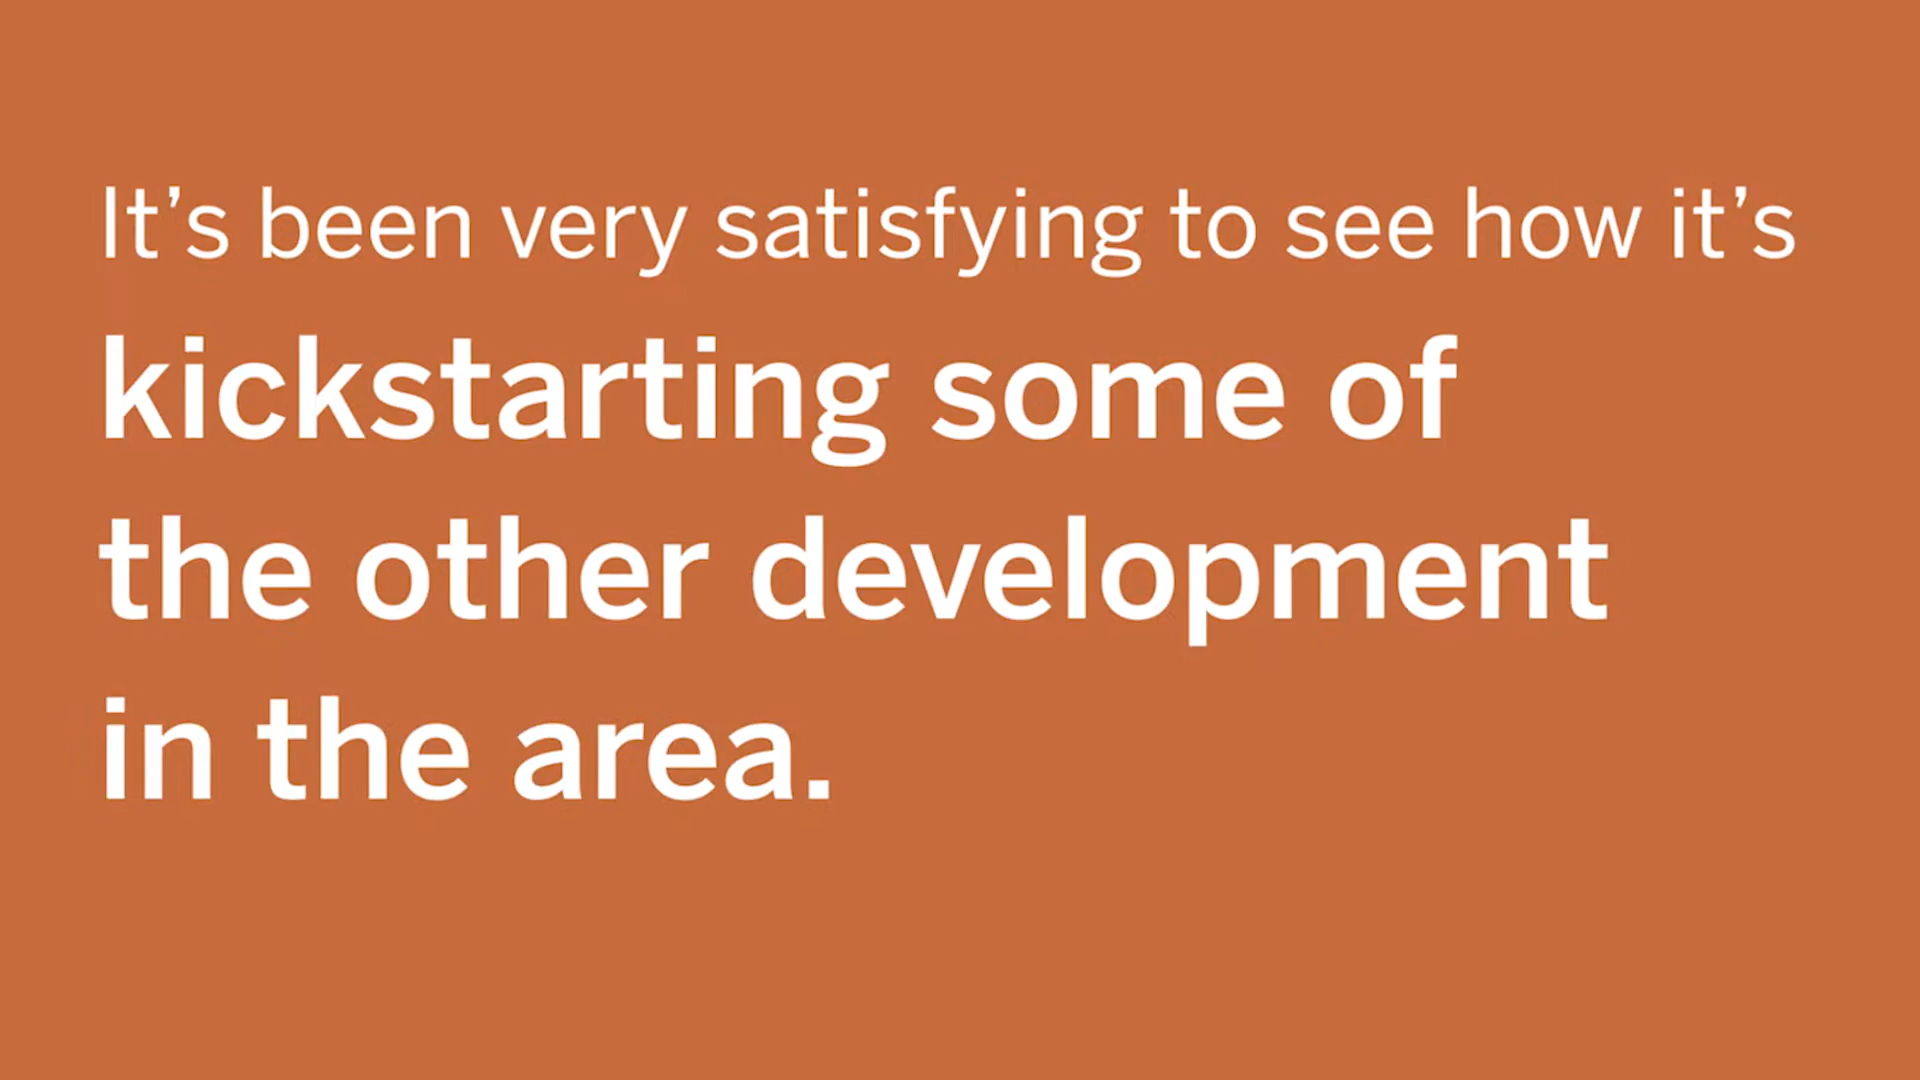 It’s been very satisfying to see how it’s
kickstarting some of
the other development
in the area.